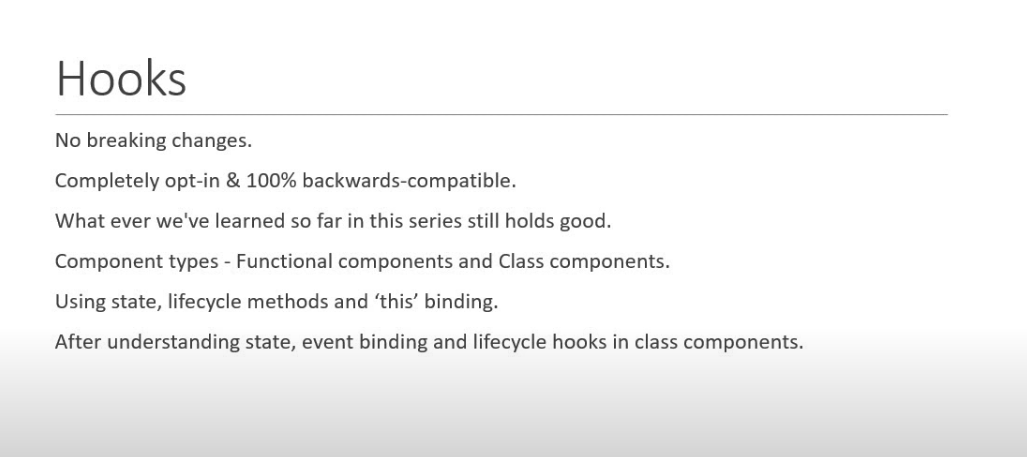 Hooks
No breaking changes.
Completely opt-in & 100% backwards-compatible.
What ever we've learned so far in this series still holds good.
Component types - Functional components and Class components.
Using state, lifecycle methods and ‘this’ binding.
After understanding state, event binding and lifecycle hooks in class components.